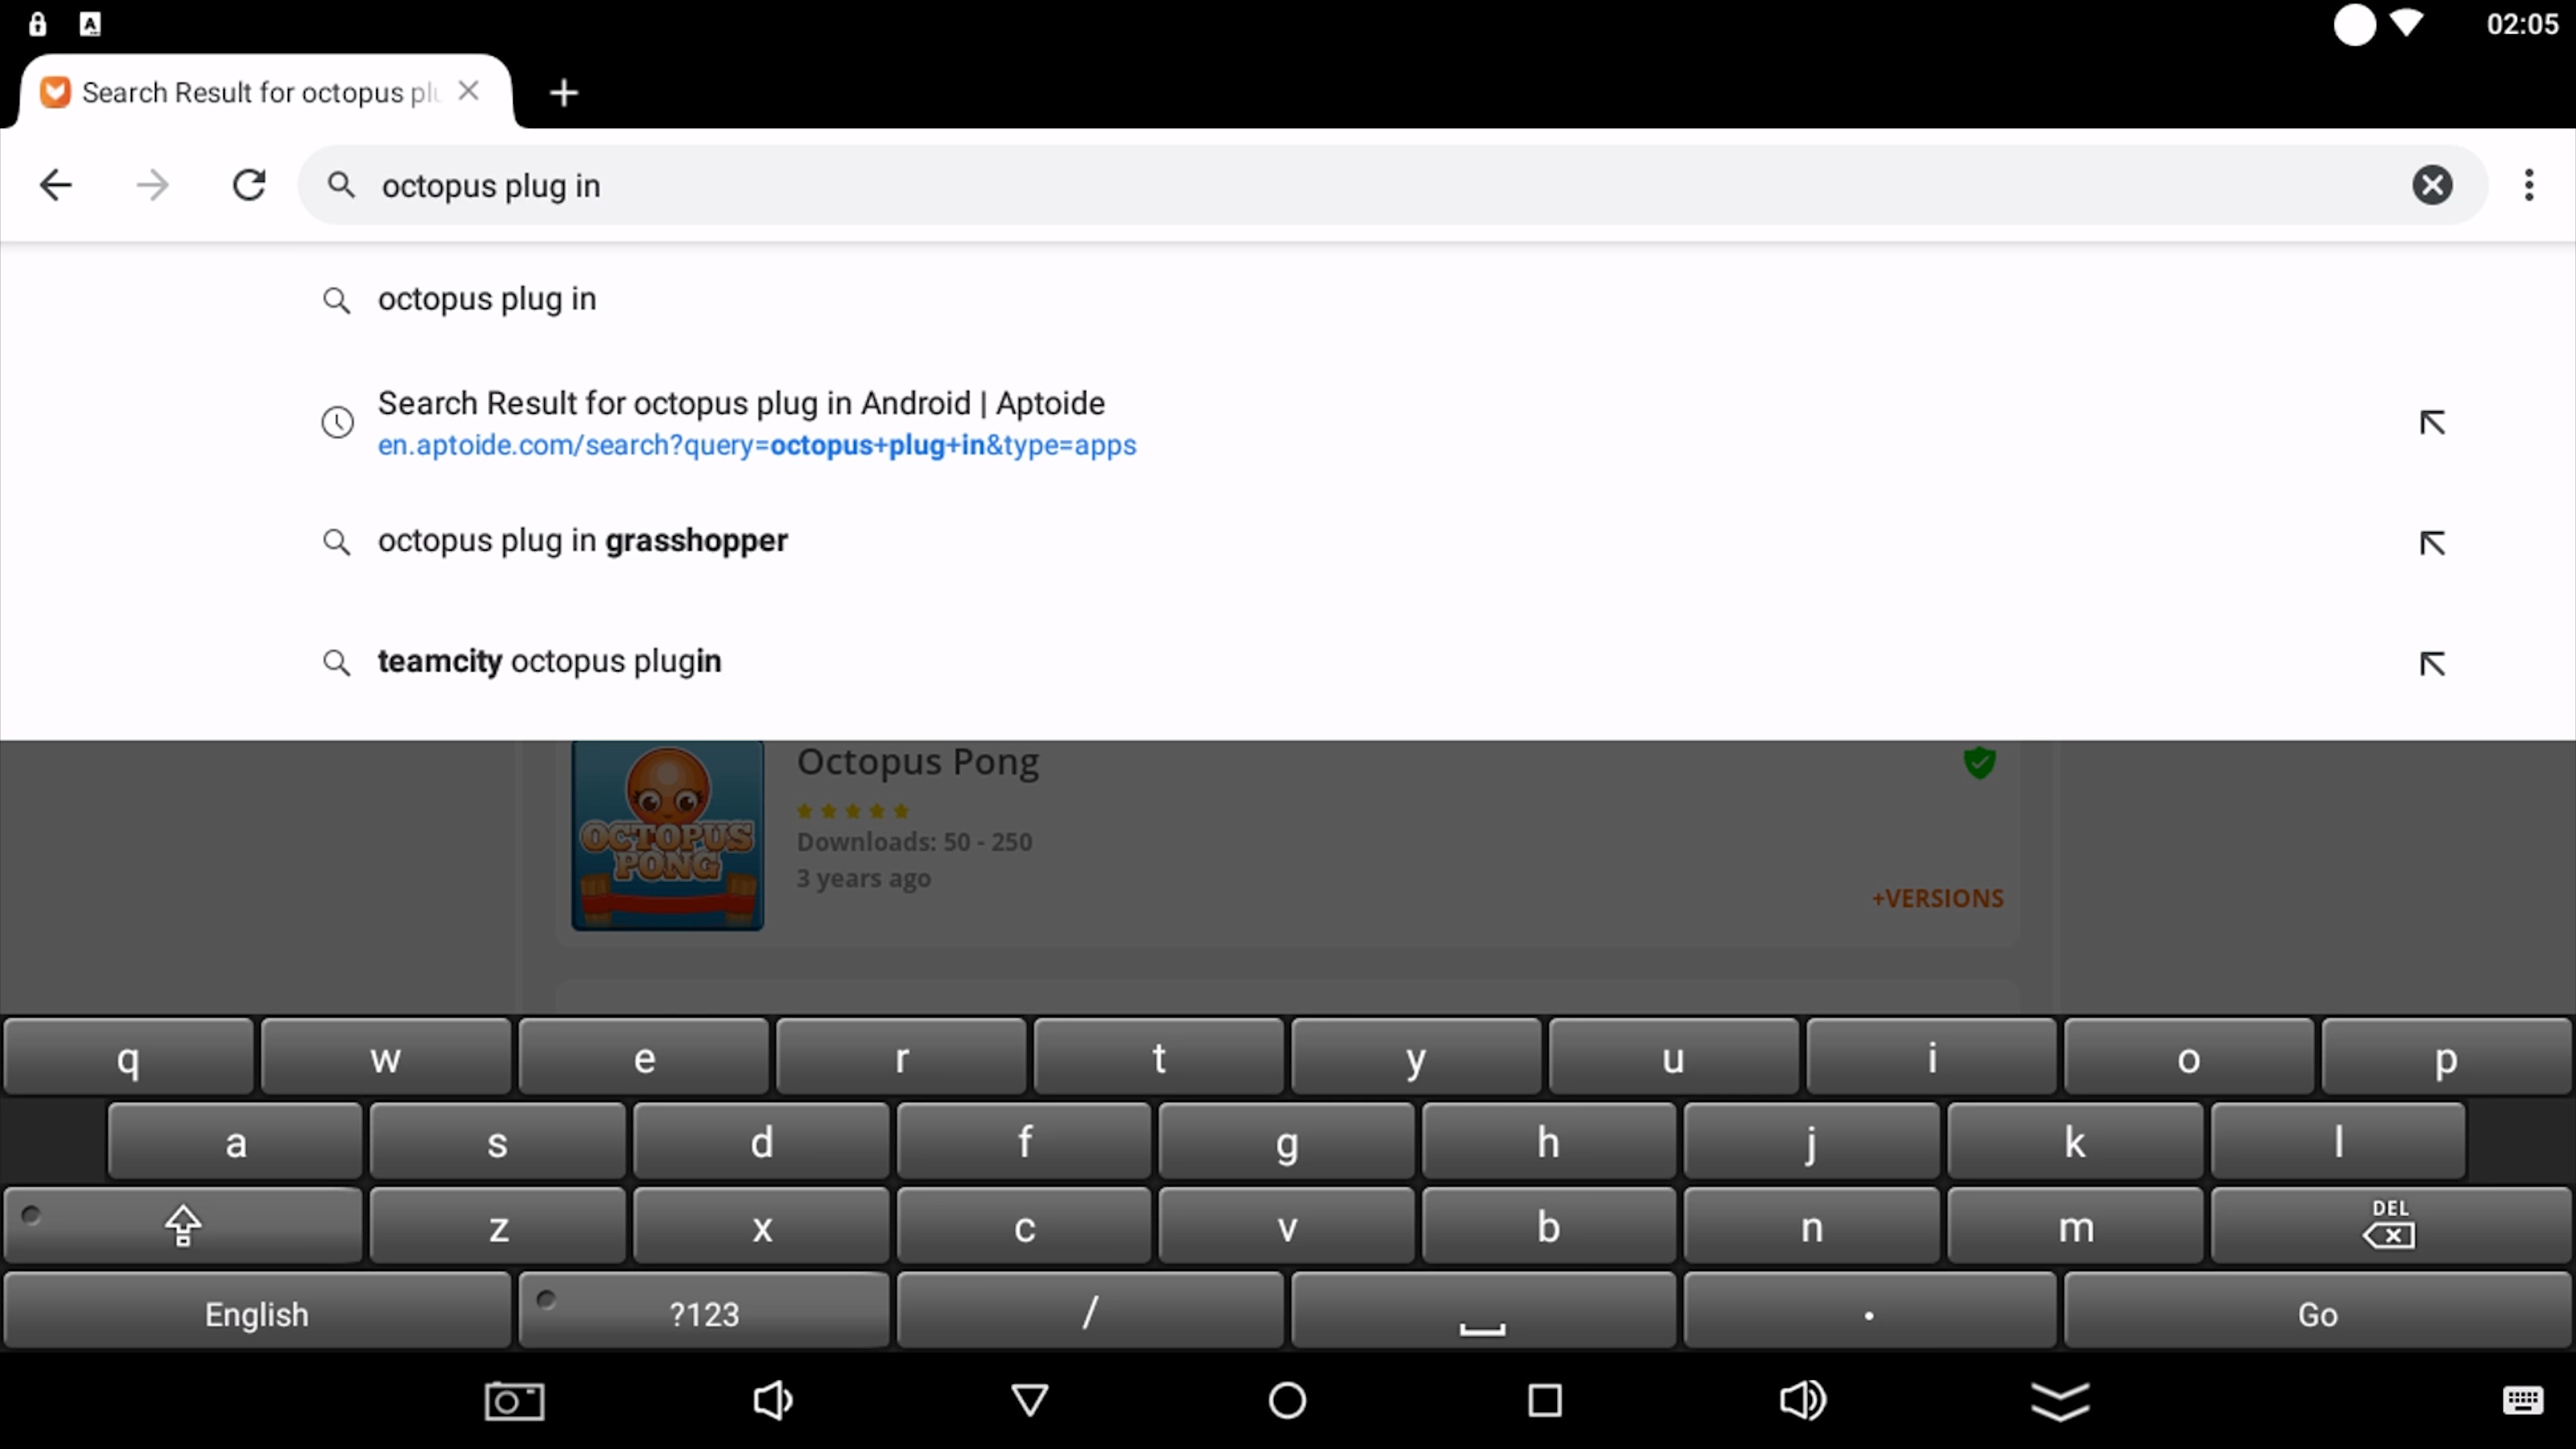 02:05
Search Result for octopus plu
octopus plug in
octopus plug in
Search Result for octopus plug in Android | Aptoide
en.aptoide.com/search?query=octopus+plug+in&type=apps
octopus plug in grasshopper
teamcity octopus plugin
Octopus Pong
OCTOPUS
PONG
Downloads: 50 - 250
3 years ago
+VERSIONS
q w e r t y u i o p
a s d f g h j k l
z x c v b n m DEL
English ?123 / . Go